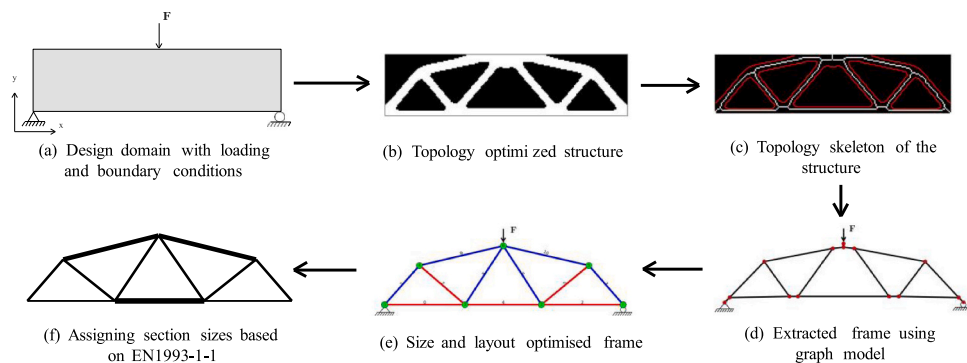 F
y
x
(a) Design domain with loading
and boundary conditions
(b) Topology optimi zed structure
(c) Topology skeleton of the
structure
(f) Assigning section sizes based
on EN1993-1-1
F
(e) Size and layout optimised frame
F
(d) Extracted frame using
graph model